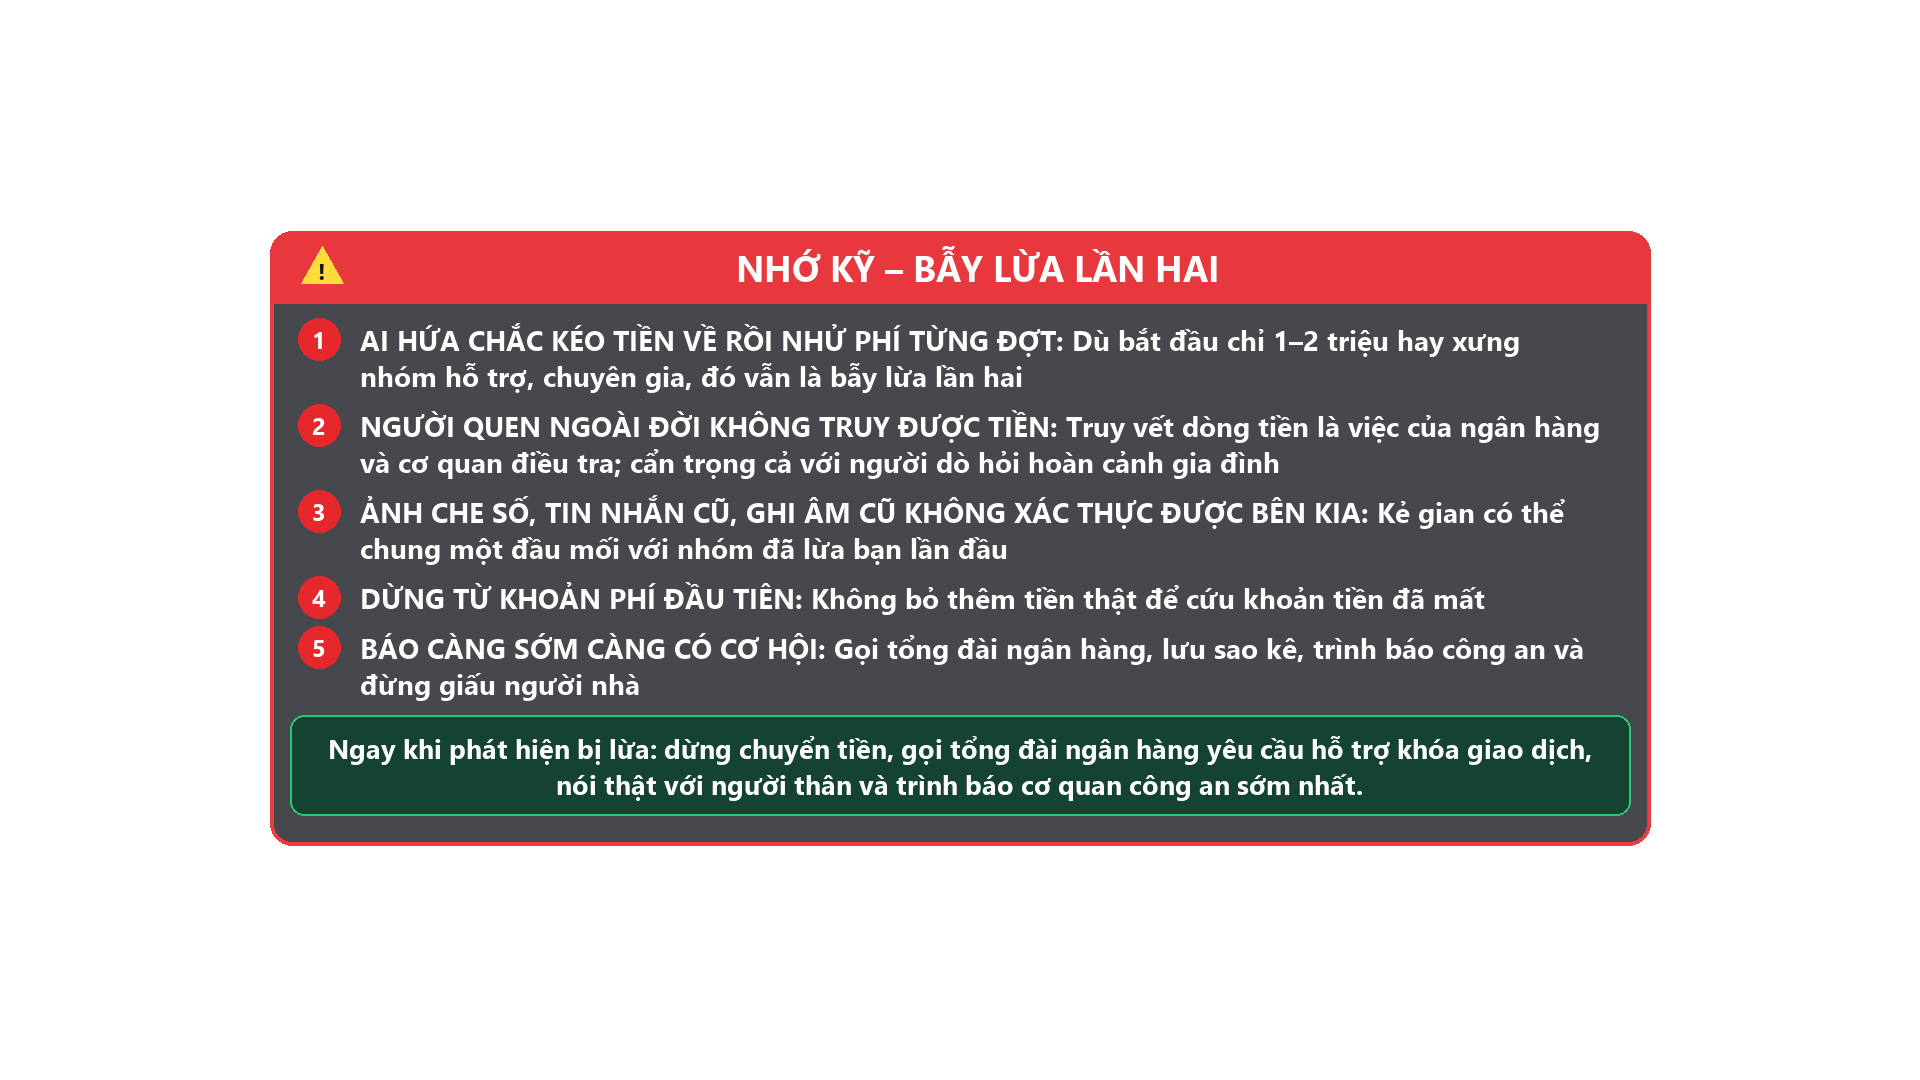 !
NHỚ KỸ – BẪY LỪA LẦN HAI
1 AI HỨA CHẮC KÉO TIỀN VỀ RỒI NHỬ PHÍ TỪNG ĐỢT: Dù bắt đầu chỉ 1–2 triệu hay xưng
nhóm hỗ trợ, chuyên gia, đó vẫn là bẫy lừa lần hai
2 NGƯỜI QUEN NGOÀI ĐỜI KHÔNG TRUY ĐƯỢC TIỀN: Truy vết dòng tiền là việc của ngân hàng
và cơ quan điều tra; cẩn trọng cả với người dò hỏi hoàn cảnh gia đình
3 ẢNH CHE SỐ, TIN NHẮN CŨ, GHI ÂM CŨ KHÔNG XÁC THỰC ĐƯỢC BÊN KIA: Kẻ gian có thể
chung một đầu mối với nhóm đã lừa bạn lần đầu
4 DỪNG TỪ KHOẢN PHÍ ĐẦU TIÊN: Không bỏ thêm tiền thật để cứu khoản tiền đã mất
5 BÁO CÀNG SỚM CÀNG CÓ CƠ HỘI: Gọi tổng đài ngân hàng, lưu sao kê, trình báo công an và
đừng giấu người nhà
Ngay khi phát hiện bị lừa: dừng chuyển tiền, gọi tổng đài ngân hàng yêu cầu hỗ trợ khóa giao dịch,
nói thật với người thân và trình báo cơ quan công an sớm nhất.